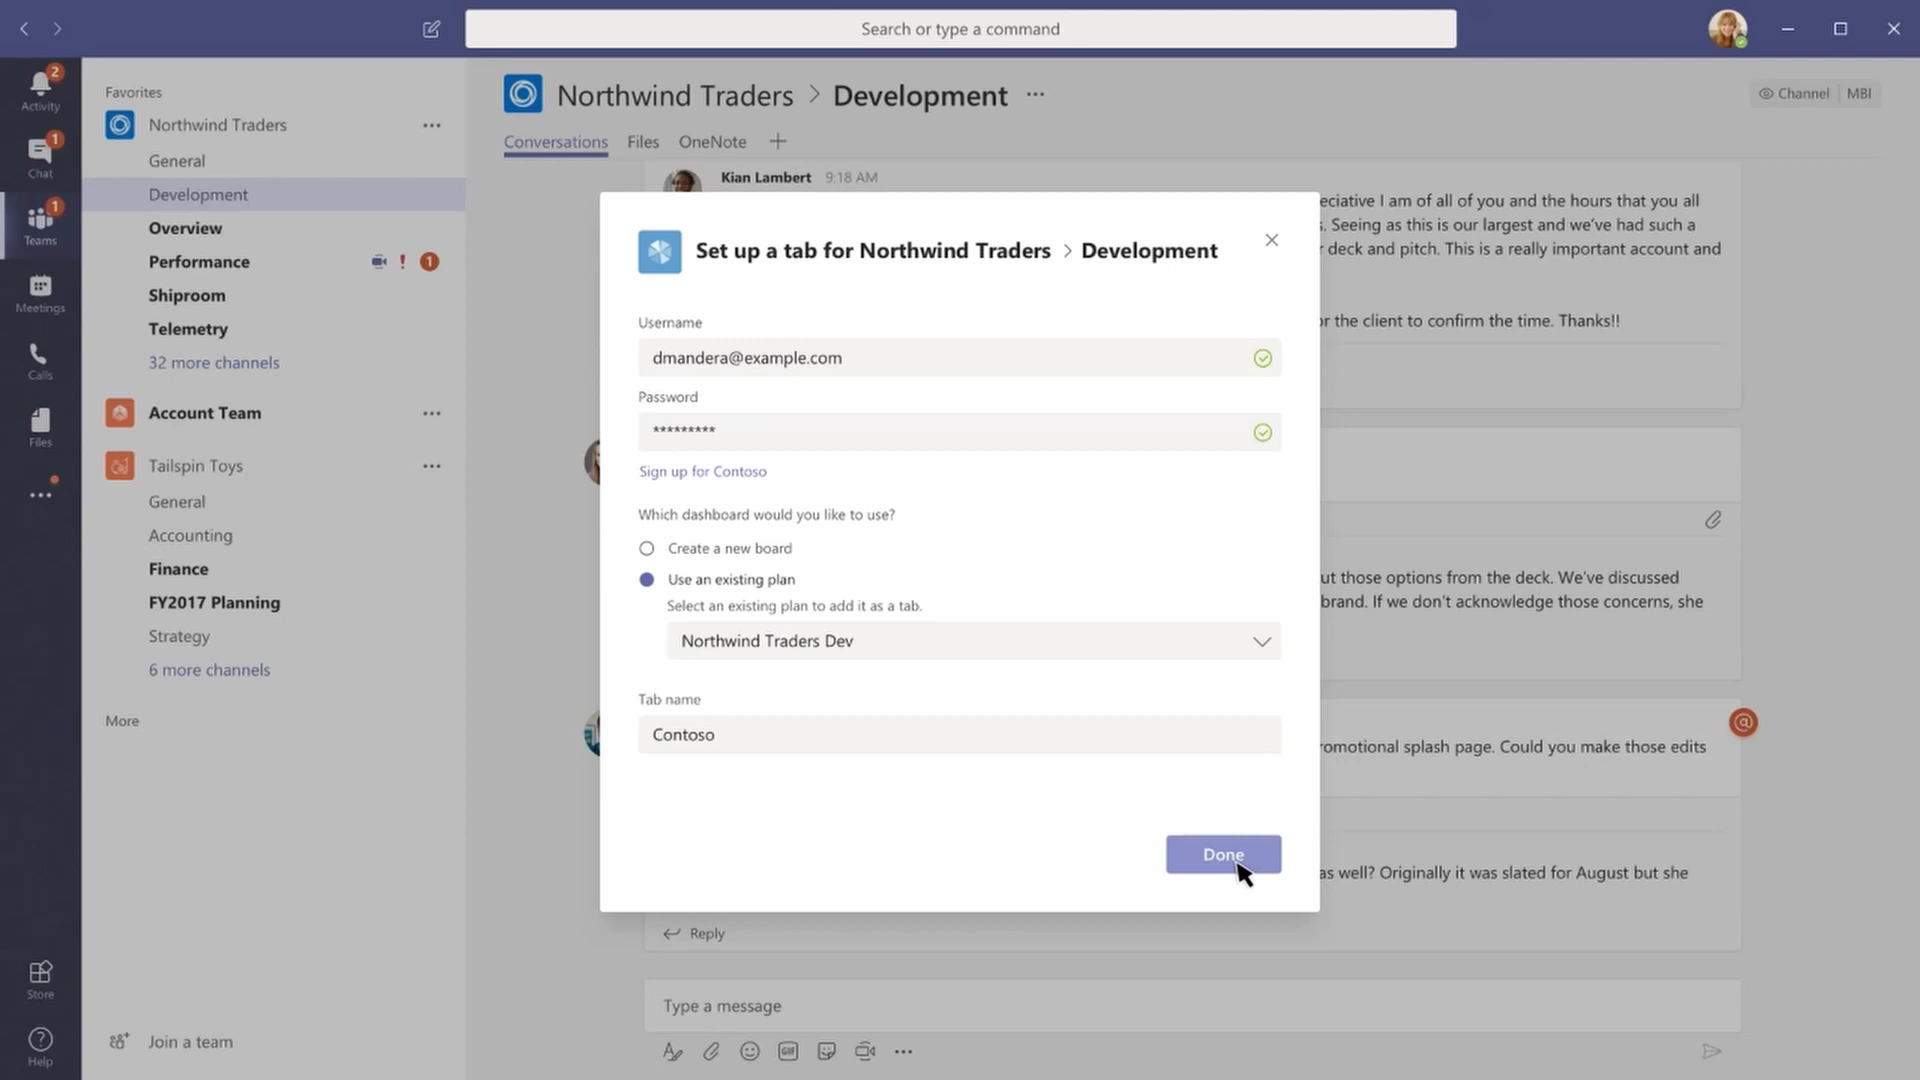 Search or type a command
2
Activity
1
Chat
1
Teams
Meetings
Calls
Files
Store
Help
Favorites
Northwind Traders
General
Development
Overview
Performance ! 1
Shiproom
Telemetry
32 more channels
Account Team
Tailspin Toys
General
Accounting
Finance
FY2017 Planning
Strategy
6 more channels
More
Join a team
Northwind Traders > Development
Channel | MBI
Conversations Files OneNote
Kian Lambert 9:18 AM
eciative I am of all of you and the hours that you all
s. Seeing as this is our largest and we've had such a
r deck and pitch. This is a really important account and
or the client to confirm the time. Thanks!!
ut those options from the deck. We've discussed
brand. If we don't acknowledge those concerns, she
romotional splash page. Could you make those edits
as well? Originally it was slated for August but she
Reply
Type a message
GIF
Set up a tab for Northwind Traders > Development
Username
dmandera@example.com
Password
*********
Sign up for Contoso
Which dashboard would you like to use?
Create a new board
Use an existing plan
Select an existing plan to add it as a tab.
Northwind Traders Dev
Tab name
Contoso
Done